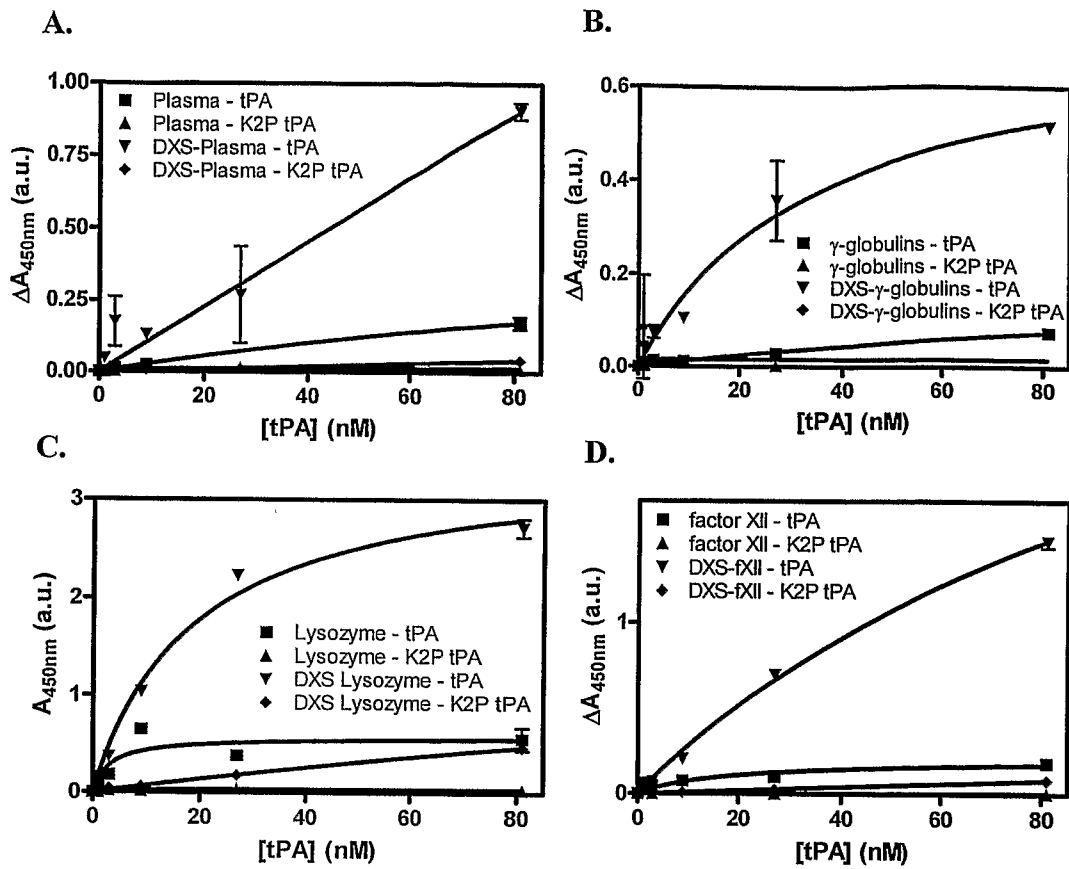 A.
1.00
0.75
0.50
0.25
0.00
ΔA450nm (a.u.)
Plasma - tPA
Plasma - K2P tPA
DXS-Plasma - tPA
DXS-Plasma - K2P tPA
0 20 40 60 80
[tPA] (nM)
B.
0.6
0.4
0.2
0.0
ΔA450nm (a.u.)
γ-globulins - tPA
γ-globulins - K2P tPA
DXS-γ-globulins - tPA
DXS-γ-globulins - K2P tPA
0 20 40 60 80
[tPA] (nM)
C.
3
2
1
0
A450nm (a.u.)
Lysozyme - tPA
Lysozyme - K2P tPA
DXS Lysozyme - tPA
DXS Lysozyme - K2P tPA
0 20 40 60 80
[tPA] (nM)
D.
1
0
ΔA450nm (a.u.)
factor XII - tPA
factor XII - K2P tPA
DXS-fXII - tPA
DXS-fXII - K2P tPA
0 20 40 60 80
[tPA] (nM)